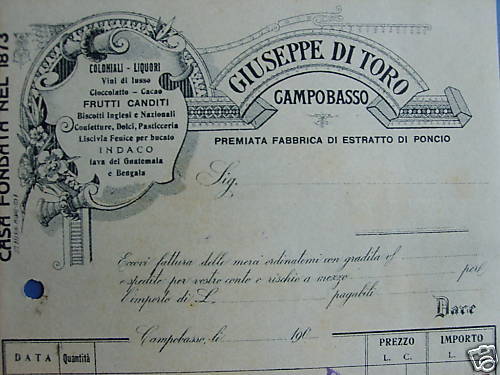 CASA FONDATA NEL 1873
COLONIALI - LIQUORI
Vini di lusso
Cioccolatto - Cacao
FRUTTI CANDITI
Biscotti Inglesi e Nazionali
Confetture, Dolci, Pasticceria
Liscivia Fenice per bucato
INDACO
Java del Guatemala
e Bengala
GIUSEPPE DI TORO
CAMPOBASSO
PREMIATA FABBRICA DI ESTRATTO DI PONCIO
Sig.
Eccovi fattura delle merci ordinatemi con gradita
e spedite per vostro conto e rischio a mezzo per
l'importo di L. pagabili
Dare
Campobasso, li 190
DATA Quantità PREZZO IMPORTO
L. C. L.